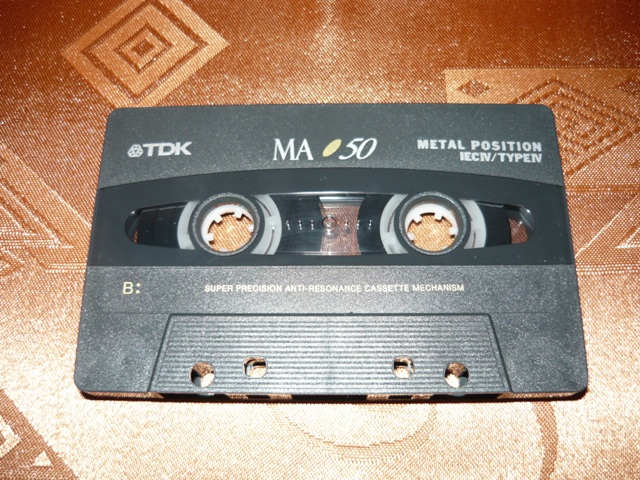 TDK
MA 50
METAL POSITION
IECIV/TYPEIV
B:
SUPER PRECISION ANTI-RESONANCE CASSETTE MECHANISM